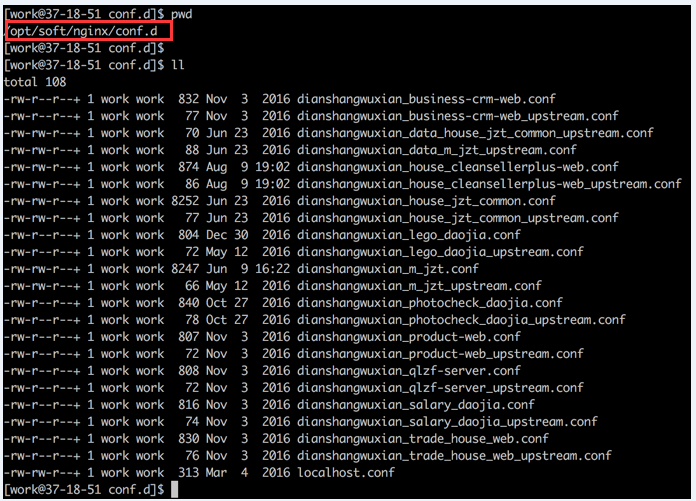 [work@37-18-51 conf.d]$ pwd
/opt/soft/nginx/conf.d
[work@37-18-51 conf.d]$
[work@37-18-51 conf.d]$ ll
total 108
-rw-r--r--+ 1 work work  832 Nov  3  2016 dianshangwuxian_business-crm-web.conf
-rw-r--r--+ 1 work work   77 Nov  3  2016 dianshangwuxian_business-crm-web_upstream.conf
-rw-rw-r--+ 1 work work   70 Jun 23  2016 dianshangwuxian_data_house_jzt_common_upstream.conf
-rw-rw-r--+ 1 work work   88 Jun 23  2016 dianshangwuxian_data_m_jzt_upstream.conf
-rw-r--r--+ 1 work work  874 Aug  9 19:02 dianshangwuxian_house_cleansellerplus-web.conf
-rw-r--r--+ 1 work work   86 Aug  9 19:02 dianshangwuxian_house_cleansellerplus-web_upstream.conf
-rw-rw-r--+ 1 work work 8252 Jun 23  2016 dianshangwuxian_house_jzt_common.conf
-rw-rw-r--+ 1 work work   77 Jun 23  2016 dianshangwuxian_house_jzt_common_upstream.conf
-rw-r--r--+ 1 work work  804 Dec 30  2016 dianshangwuxian_lego_daojia.conf
-rw-rw-r--+ 1 work work   72 May 12  2016 dianshangwuxian_lego_daojia_upstream.conf
-rw-rw-r--+ 1 work work 8247 Jun  9 16:22 dianshangwuxian_m_jzt.conf
-rw-rw-r--+ 1 work work   66 May 12  2016 dianshangwuxian_m_jzt_upstream.conf
-rw-r--r--+ 1 work work  840 Oct 27  2016 dianshangwuxian_photocheck_daojia.conf
-rw-r--r--+ 1 work work   78 Oct 27  2016 dianshangwuxian_photocheck_daojia_upstream.conf
-rw-r--r--+ 1 work work  807 Nov  3  2016 dianshangwuxian_product-web.conf
-rw-r--r--+ 1 work work   72 Nov  3  2016 dianshangwuxian_product-web_upstream.conf
-rw-r--r--+ 1 work work  808 Nov  3  2016 dianshangwuxian_qlzf-server.conf
-rw-r--r--+ 1 work work   72 Nov  3  2016 dianshangwuxian_qlzf-server_upstream.conf
-rw-r--r--+ 1 work work  816 Nov  3  2016 dianshangwuxian_salary_daojia.conf
-rw-r--r--+ 1 work work   74 Nov  3  2016 dianshangwuxian_salary_daojia_upstream.conf
-rw-r--r--+ 1 work work  830 Nov  3  2016 dianshangwuxian_trade_house_web.conf
-rw-r--r--+ 1 work work   76 Nov  3  2016 dianshangwuxian_trade_house_web_upstream.conf
-rw-rw-r--+ 1 work work  313 Mar  4  2016 localhost.conf
[work@37-18-51 conf.d]$